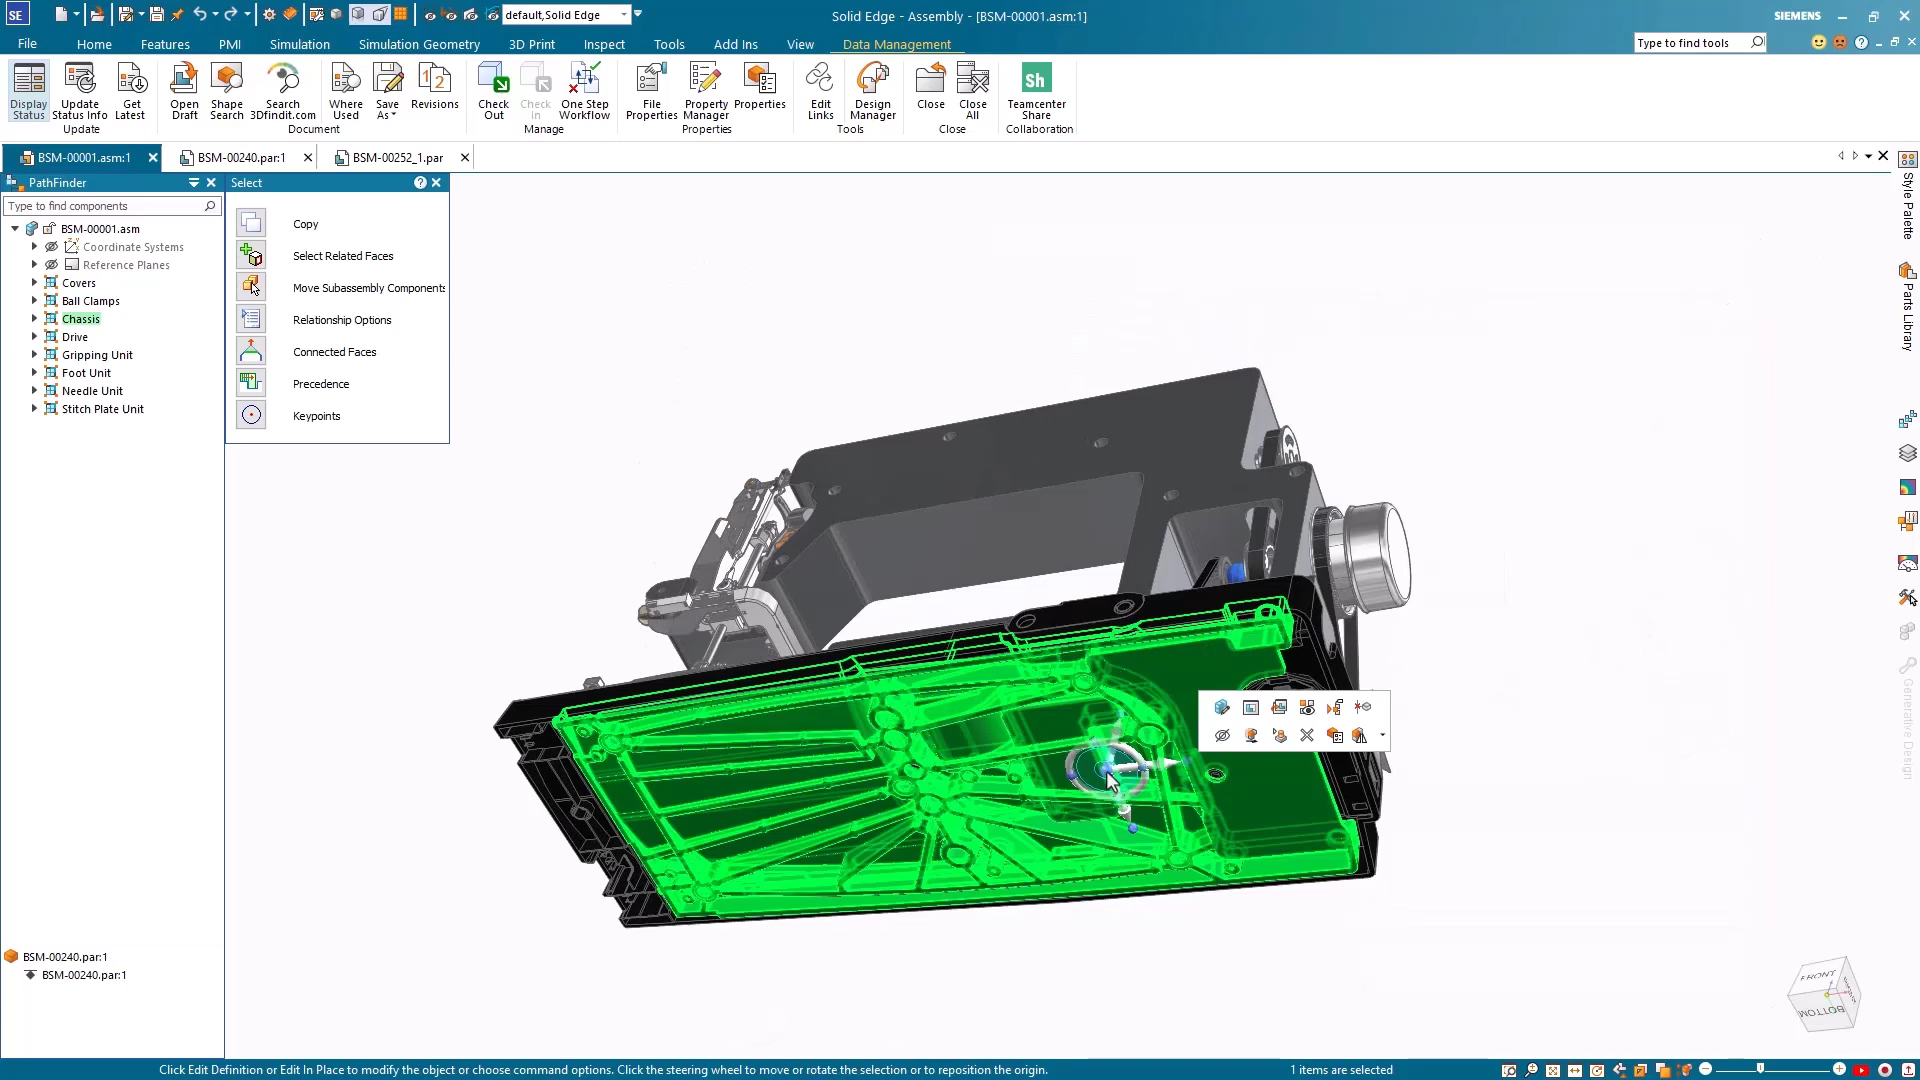 SE
default,Solid Edge
Solid Edge - Assembly - [BSM-00001.asm:1]
SIEMENS
File
Home
Features
PMI
Simulation
Simulation Geometry
3D Print
Inspect
Tools
Add Ins
View
Data Management
Type to find tools
Display Status
Update Status Info
Get Latest
Update
Open Draft
Shape Search
Search 3Dfindit.com
Where Used
Save As
1 2
Revisions
Document
Check Out
Check In
One Step Workflow
Manage
File Properties
Property Manager
Properties
Properties
Edit Links
Design Manager
Tools
Close
Close All
Close
Sh
Teamcenter Share
Collaboration
BSM-00001.asm:1
BSM-00240.par:1
BSM-00252_1.par
PathFinder
Type to find components
BSM-00001.asm
Coordinate Systems
Reference Planes
Covers
Ball Clamps
Chassis
Drive
Gripping Unit
Foot Unit
Needle Unit
Stitch Plate Unit
BSM-00240.par:1
BSM-00240.par:1
Select
Copy
Select Related Faces
Move Subassembly Components
Relationship Options
Connected Faces
Precedence
Keypoints
Style Palette
Parts Library
Generative Design
FRONT
BOTTOM
Click Edit Definition or Edit In Place to modify the object or choose command options. Click the steering wheel to move or rotate the selection or to reposition the origin.
1 items are selected